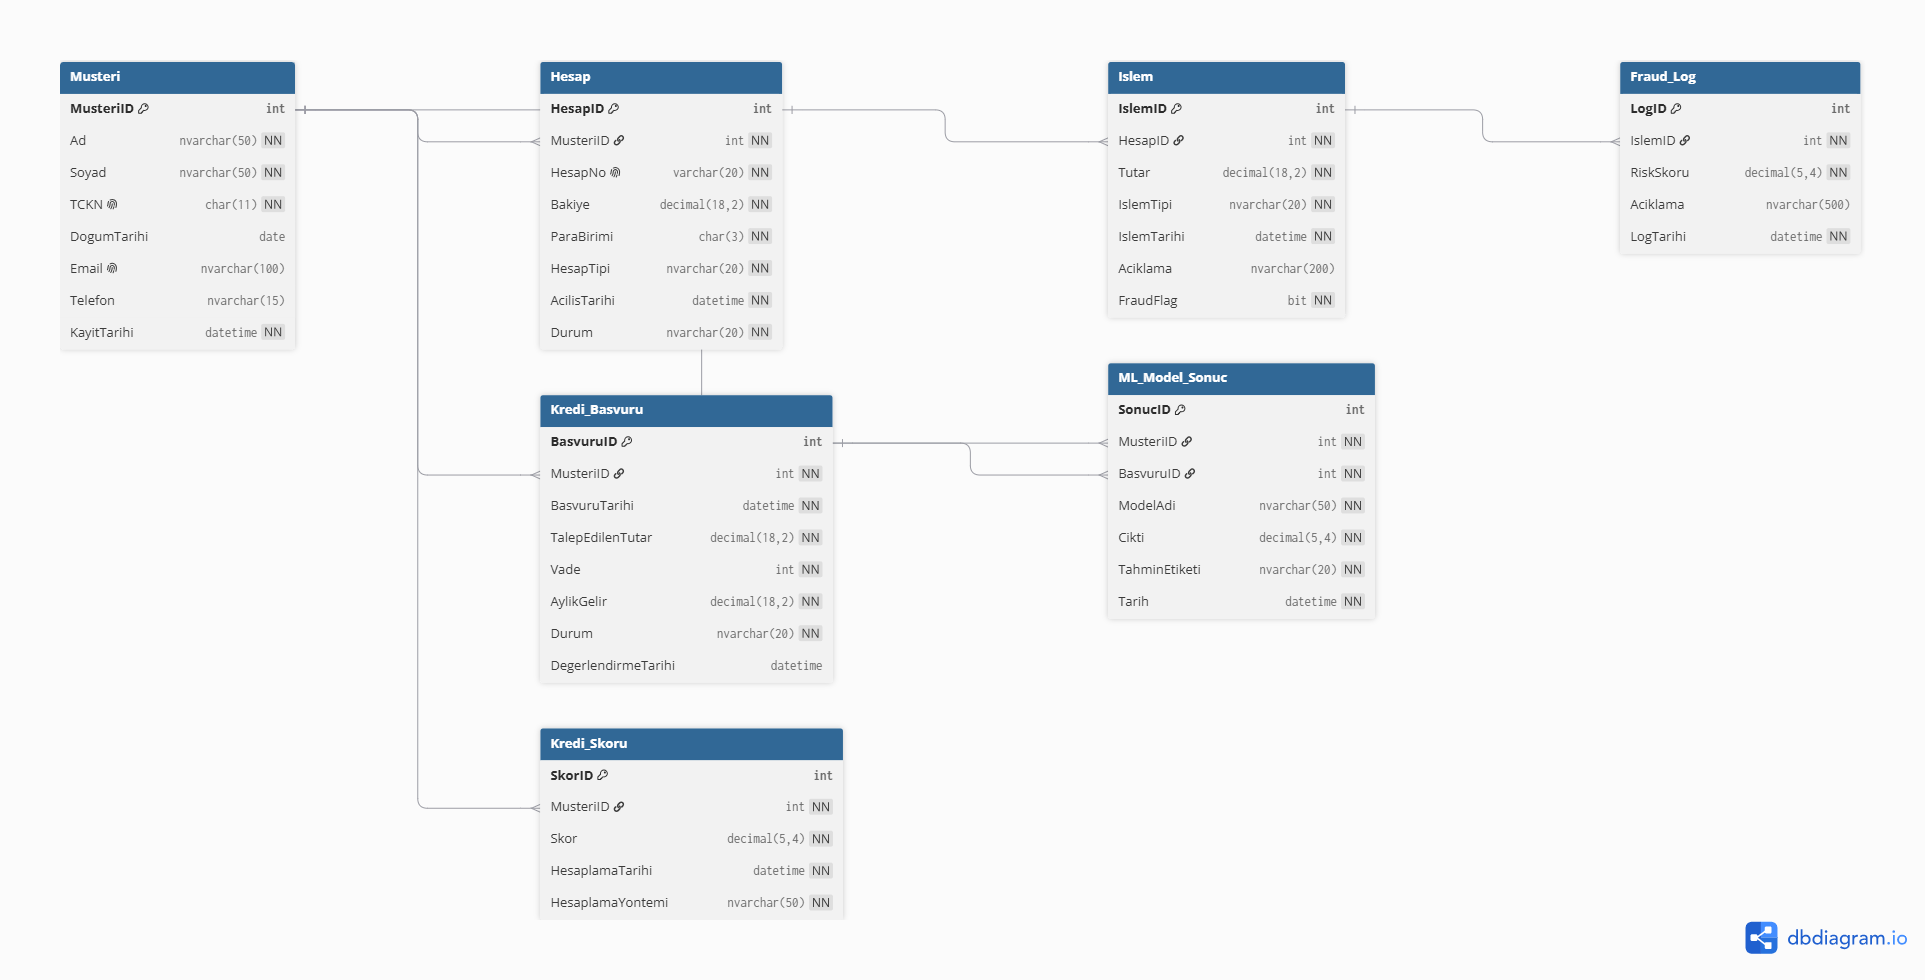 Musteri
MusteriID int
Ad nvarchar(50) NN
Soyad nvarchar(50) NN
TCKN char(11) NN
DogumTarihi date
Email nvarchar(100)
Telefon nvarchar(15)
KayitTarihi datetime NN
Hesap
HesapID int
MusteriID int NN
HesapNo varchar(20) NN
Bakiye decimal(18,2) NN
ParaBirimi char(3) NN
HesapTipi nvarchar(20) NN
AcilisTarihi datetime NN
Durum nvarchar(20) NN
Islem
IslemID int
HesapID int NN
Tutar decimal(18,2) NN
IslemTipi nvarchar(20) NN
IslemTarihi datetime NN
Aciklama nvarchar(200)
FraudFlag bit NN
Fraud_Log
LogID int
IslemID int NN
RiskSkoru decimal(5,4) NN
Aciklama nvarchar(500)
LogTarihi datetime NN
Kredi_Basvuru
BasvuruID int
MusteriID int NN
BasvuruTarihi datetime NN
TalepEdilenTutar decimal(18,2) NN
Vade int NN
AylikGelir decimal(18,2) NN
Durum nvarchar(20) NN
DegerlendirmeTarihi datetime
ML_Model_Sonuc
SonucID int
MusteriID int NN
BasvuruID int NN
ModelAdi nvarchar(50) NN
Cikti decimal(5,4) NN
TahminEtiketi nvarchar(20) NN
Tarih datetime NN
Kredi_Skoru
SkorID int
MusteriID int NN
Skor decimal(5,4) NN
HesaplamaTarihi datetime NN
HesaplamaYontemi nvarchar(50) NN
dbdiagram.io